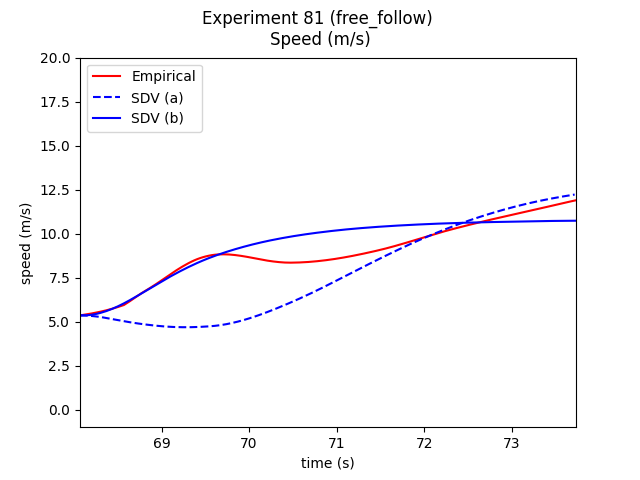 Experiment 81 (free_follow)
Speed (m/s)
20.0
17.5
15.0
12.5
10.0
7.5
5.0
2.5
0.0
speed (m/s)
Empirical
SDV (a)
SDV (b)
69
70
71
72
73
time (s)